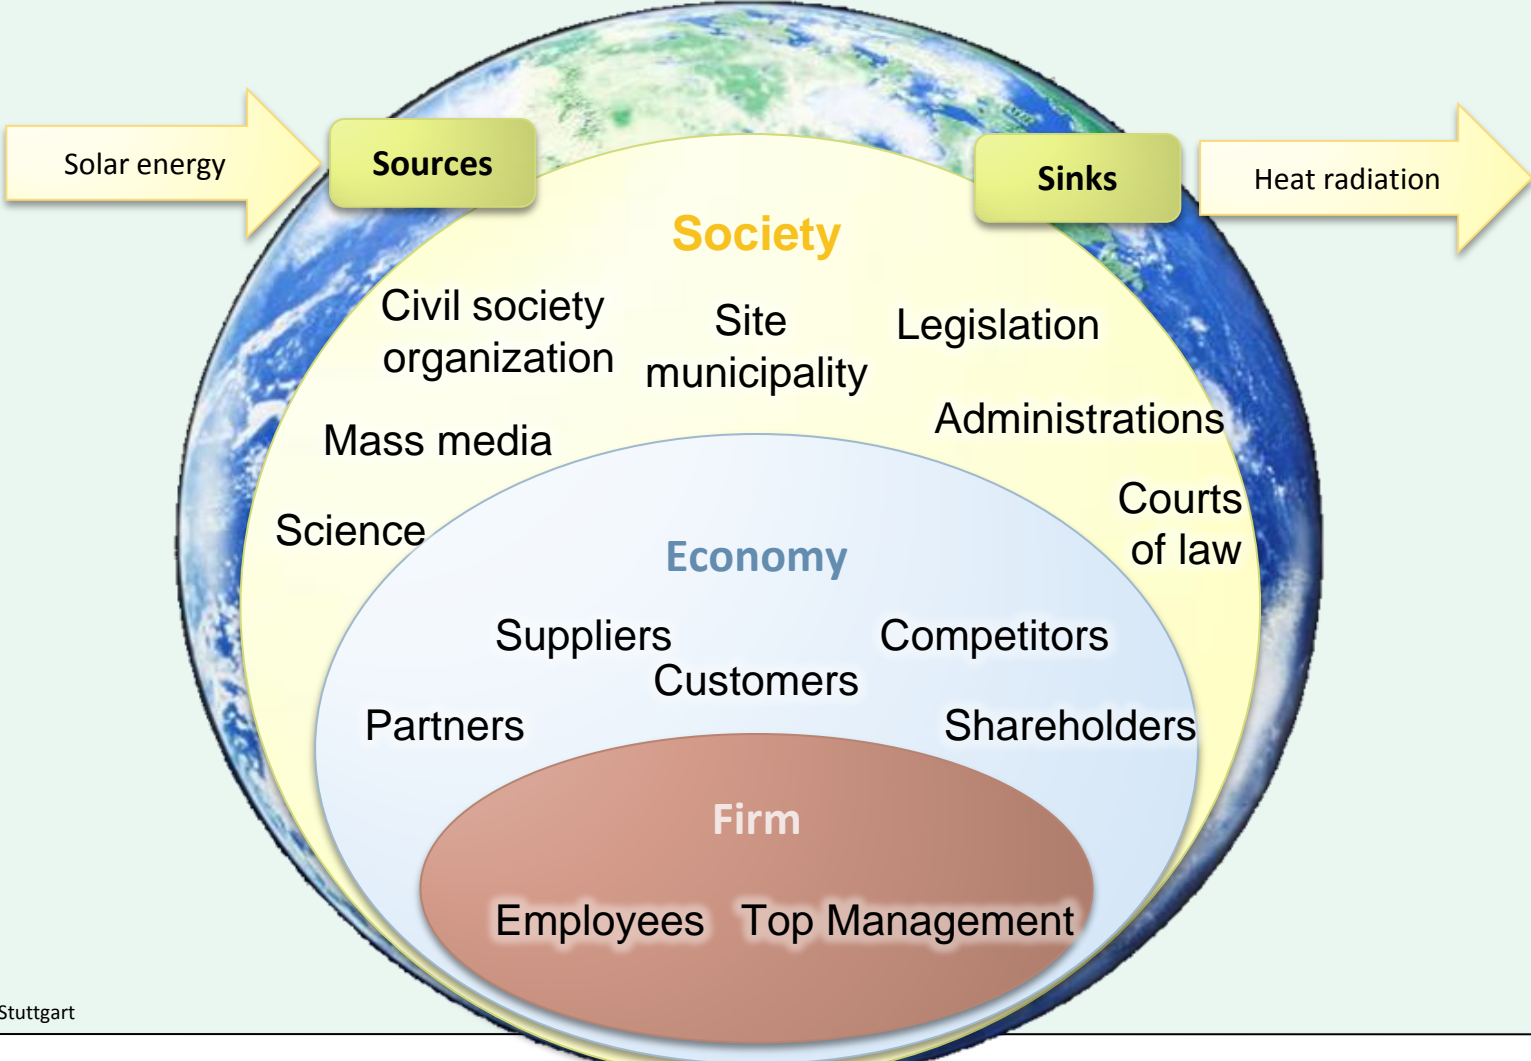 Solar energy
Sources
Sinks
Heat radiation
Society
Civil society
organization
Site
municipality
Legislation
Administrations
Mass media
Courts
of law
Science
Economy
Suppliers
Competitors
Customers
Partners
Shareholders
Firm
Employees
Top Management
Stuttgart